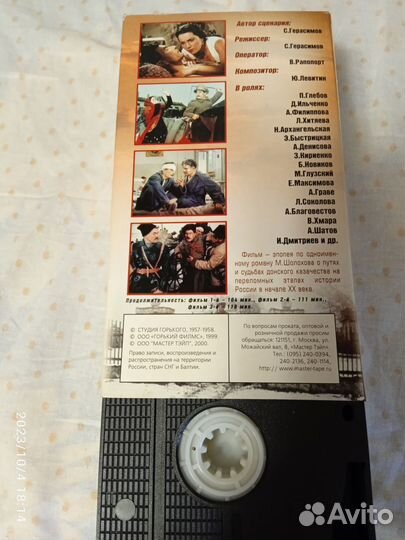 Автор сценария:
С.Герасимов
Режиссер:
С.Герасимов
Оператор:
В.Рапопорт
Композитор:
Ю.Левитин
В ролях:
П.Глебов
Д.Ильченко
А.Филиппова
Л.Хитяева
Н.Архангельская
Э.Быстрицкая
А.Денисова
З.Кириенко
Б.Новиков
М.Глузский
Е.Максимова
А.Граве
Л.Соколова
А.Благовестов
В.Хмара
А.Шатов
И.Дмитриев и др.
Фильм – эпопея по одноимен-
ному роману М.Шолохова о путях
и судьбах донского казачества на
переломных этапах истории
России в начале XX века.
Продолжительность: фильм 1-й – 104 мин., фильм 2-й – 111 мин.,
фильм 3-й – 118 мин.
© СТУДИЯ ГОРЬКОГО, 1957-1958.
© ООО «ГОРЬКИЙ ФИЛМС», 1999.
© ООО "МАСТЕР ТЭЙП", 2000.
Право записи, воспроизведения и
распространения на территории
России, стран СНГ и Балтии.
По вопросам проката, оптовой и
розничной продажи просим
обращаться: 121151, г. Москва, ул.
Можайский вал, 8, «Мастер Тэйп».
Тел.: (095) 240-0394,
240-2136, 240-1114,
http://www.master-tape.ru
2023/10/4 18:14
Avito